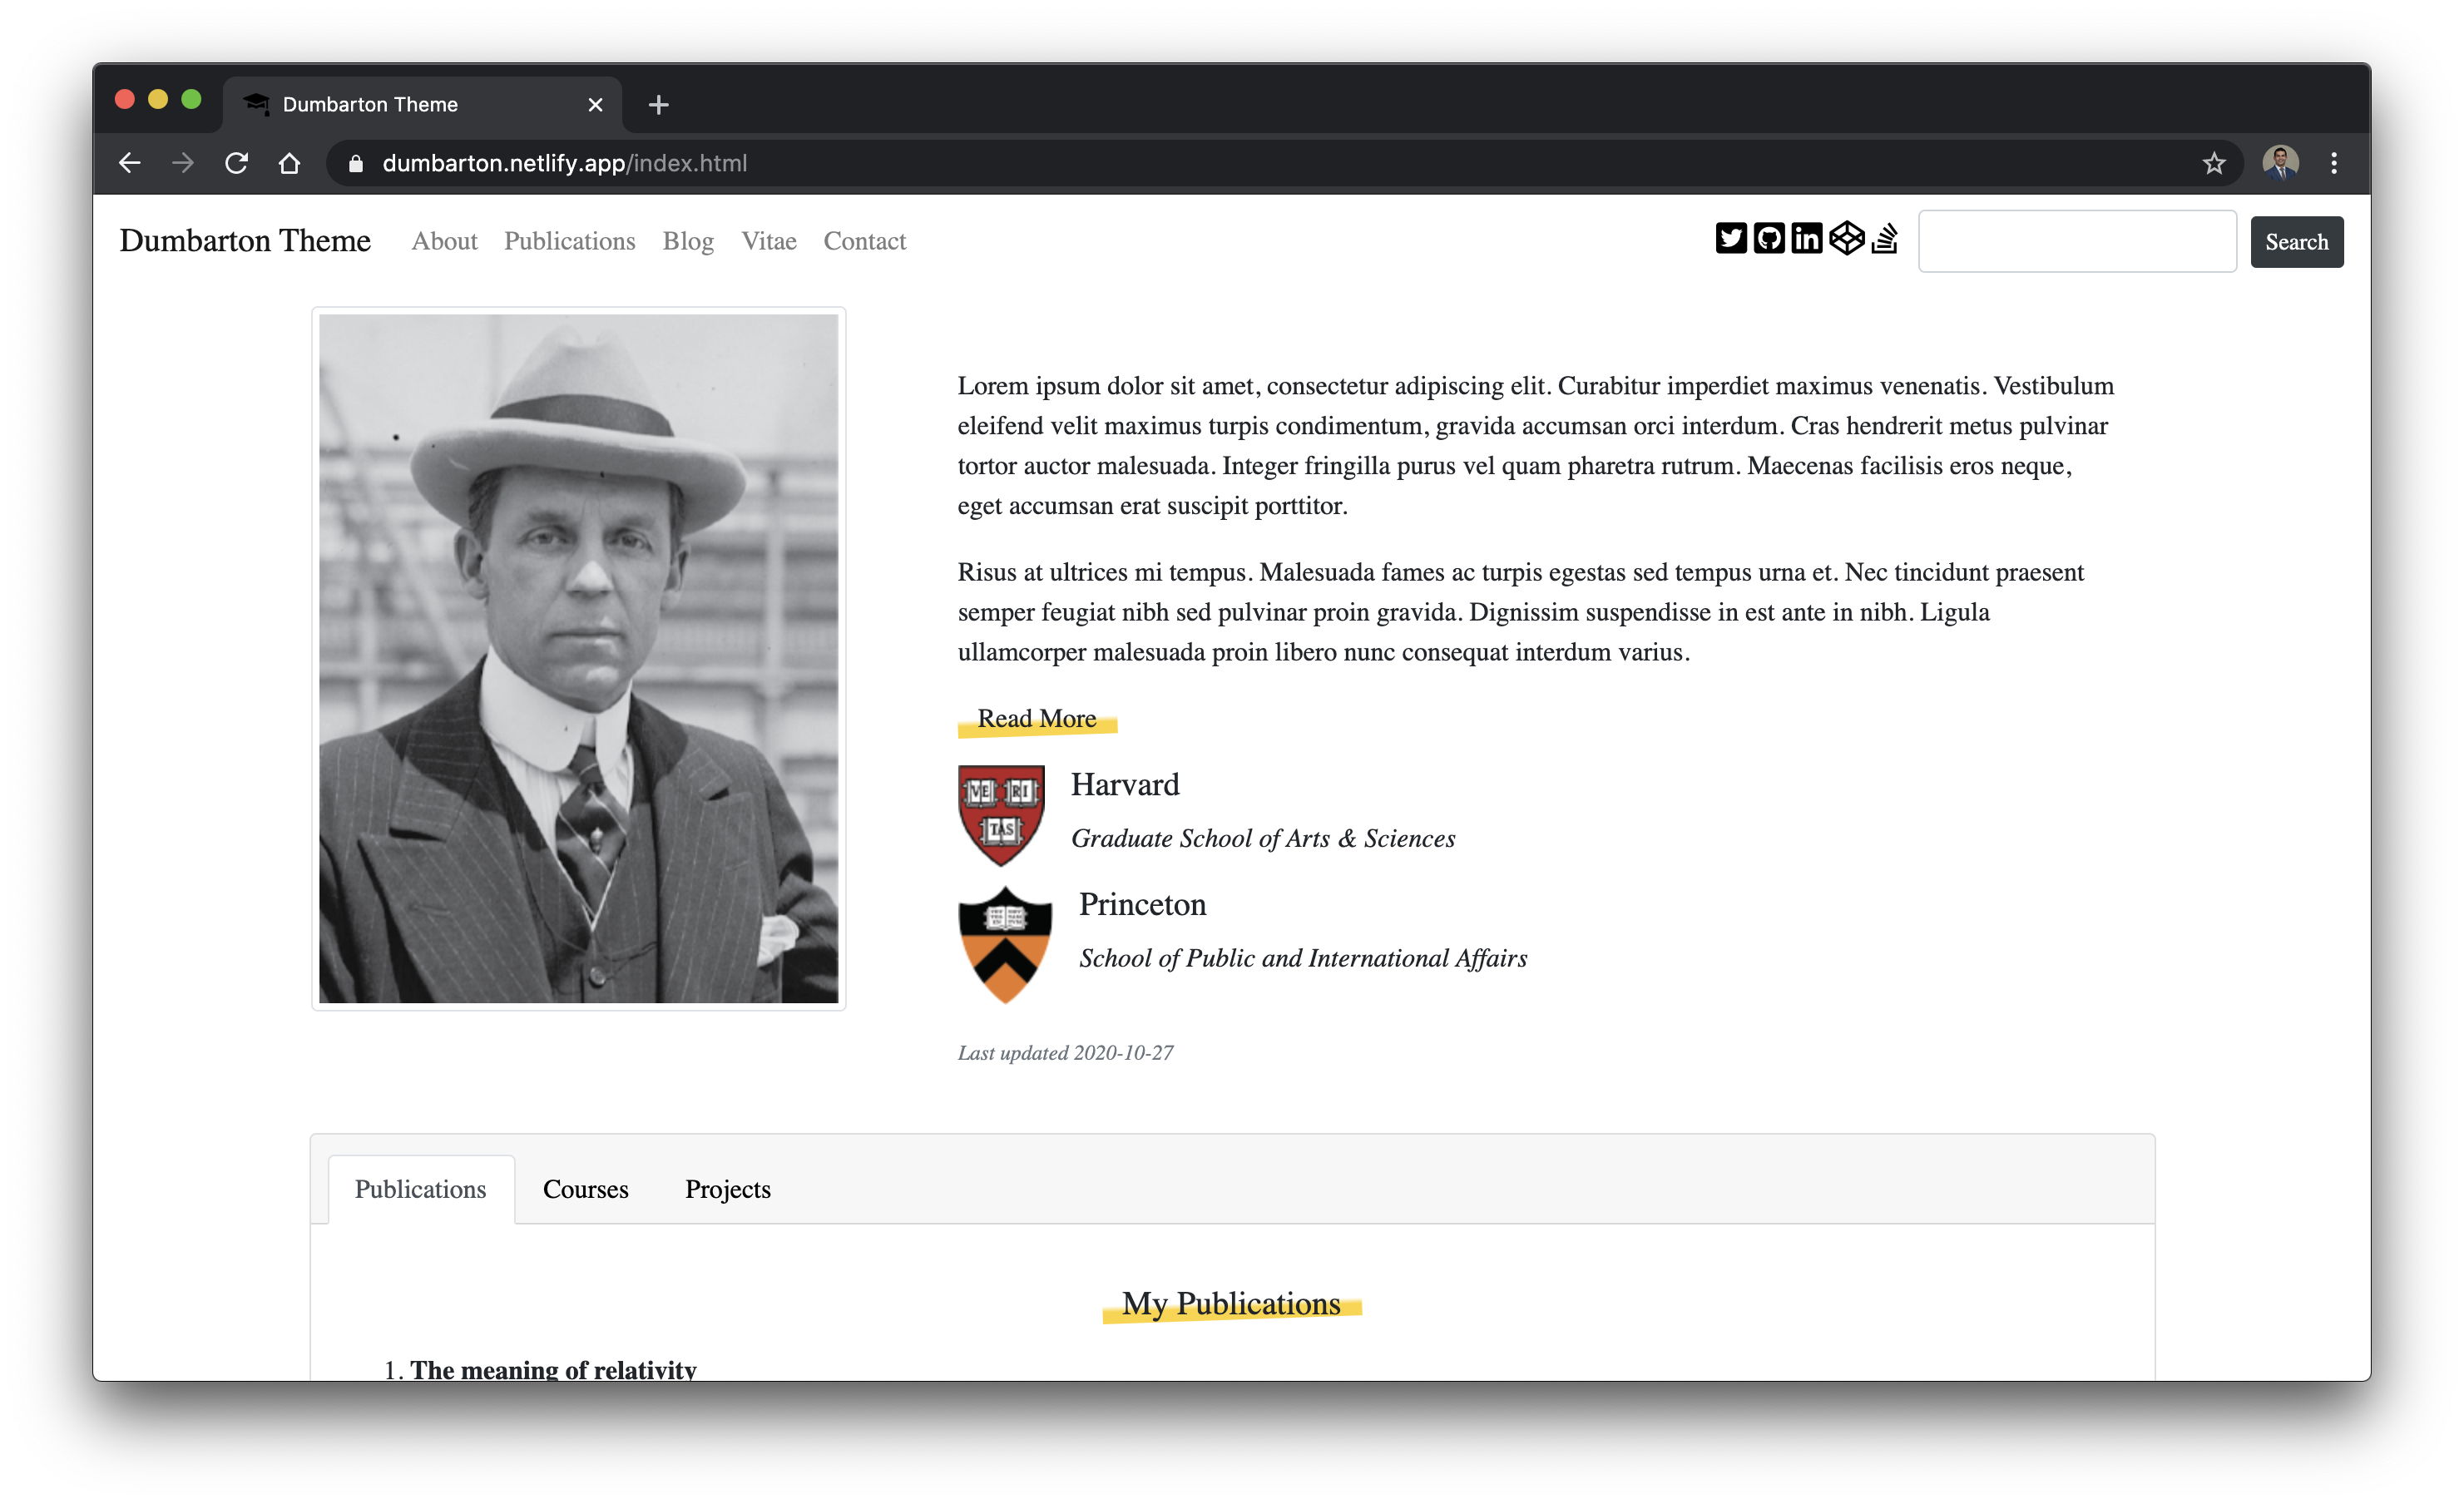 Dumbarton Theme
dumbarton.netlify.app/index.html
Dumbarton Theme About Publications Blog Vitae Contact
in
Search
Lorem ipsum dolor sit amet, consectetur adipiscing elit. Curabitur imperdiet maximus venenatis. Vestibulum
eleifend velit maximus turpis condimentum, gravida accumsan orci interdum. Cras hendrerit metus pulvinar
tortor auctor malesuada. Integer fringilla purus vel quam pharetra rutrum. Maecenas facilisis eros neque,
eget accumsan erat suscipit porttitor.
Risus at ultrices mi tempus. Malesuada fames ac turpis egestas sed tempus urna et. Nec tincidunt praesent
semper feugiat nibh sed pulvinar proin gravida. Dignissim suspendisse in est ante in nibh. Ligula
ullamcorper malesuada proin libero nunc consequat interdum varius.
Read More
VE RI
TAS
Harvard
Graduate School of Arts & Sciences
Princeton
School of Public and International Affairs
Last updated 2020-10-27
Publications Courses Projects
My Publications
1. The meaning of relativity